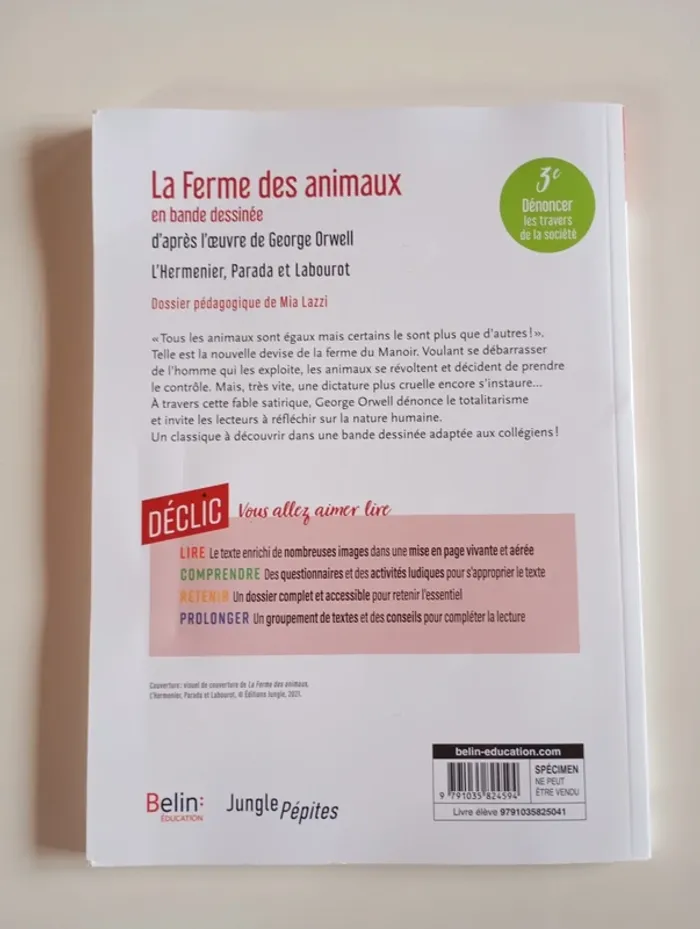 La Ferme des animaux
en bande dessinée
d'après l'œuvre de George Orwell
L'Hermenier, Parada et Labourot
Dossier pédagogique de Mia Lazzi
3e
Dénoncer
les travers
de la société
« Tous les animaux sont égaux mais certains le sont plus que d'autres ! ».
Telle est la nouvelle devise de la ferme du Manoir. Voulant se débarrasser
de l'homme qui les exploite, les animaux se révoltent et décident de prendre
le contrôle. Mais, très vite, une dictature plus cruelle encore s'instaure...
À travers cette fable satirique, George Orwell dénonce le totalitarisme
et invite les lecteurs à réfléchir sur la nature humaine.
Un classique à découvrir dans une bande dessinée adaptée aux collégiens !
DÉCLIC Vous allez aimer lire
LIRE Le texte enrichi de nombreuses images dans une mise en page vivante et aérée
COMPRENDRE Des questionnaires et des activités ludiques pour s'approprier le texte
RETENIR Un dossier complet et accessible pour retenir l'essentiel
PROLONGER Un groupement de textes et des conseils pour compléter la lecture
Couverture : visuel de couverture de La Ferme des animaux,
L'Hermenier, Parada et Labourot, © Éditions Jungle, 2021.
Belin:
ÉDUCATION
Jungle Pépites
belin-education.com
SPÉCIMEN
NE PEUT
ÊTRE VENDU
9 791035 824594
Livre élève 9791035825041